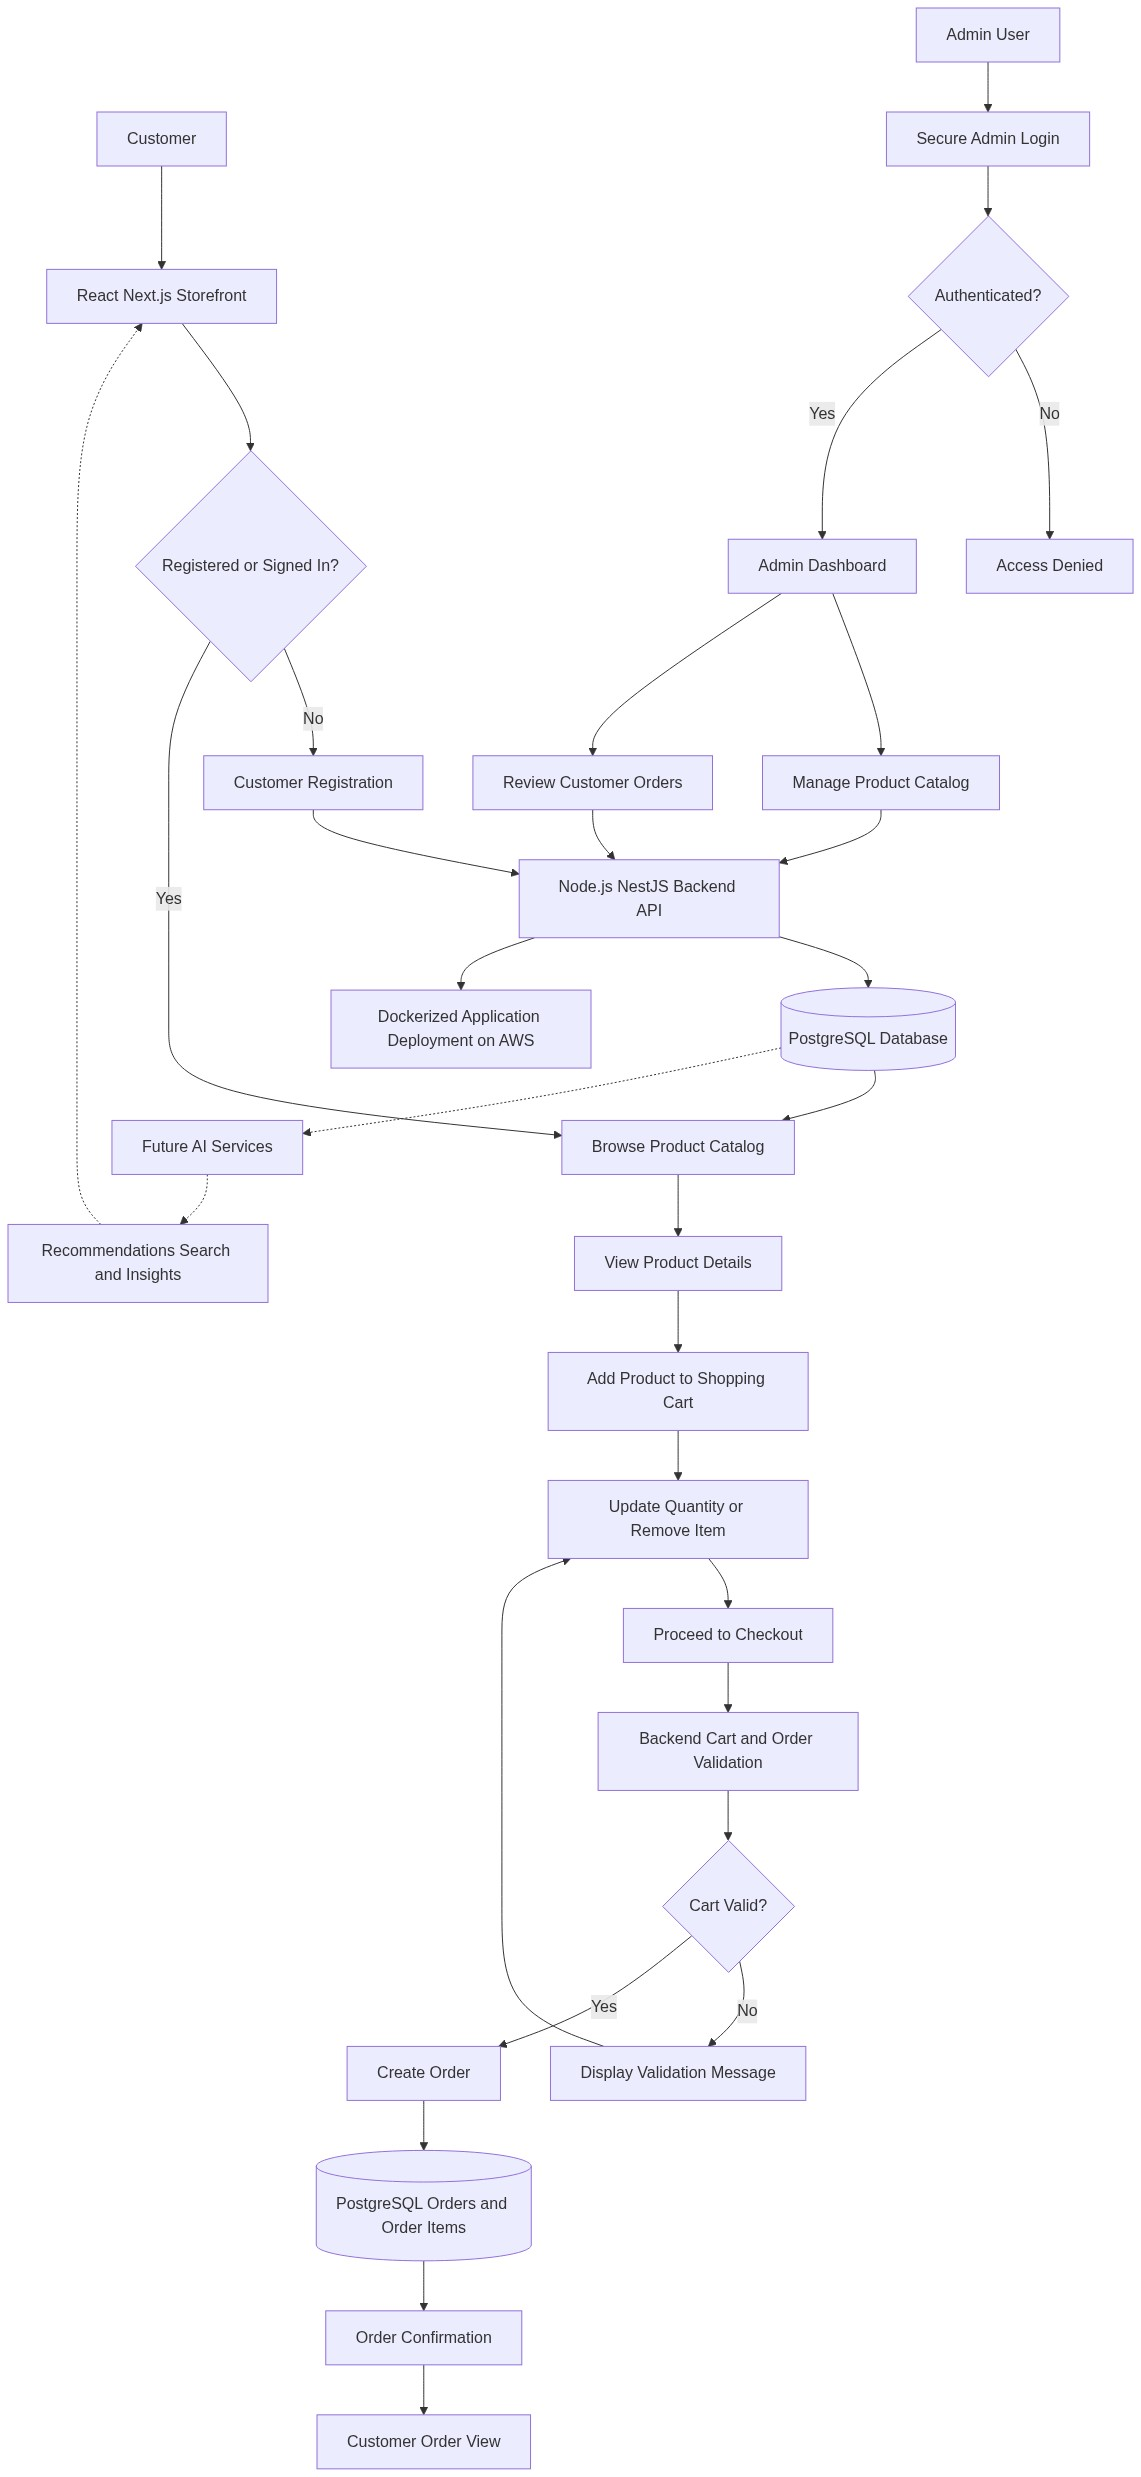 Admin User
Customer
Secure Admin Login
React Next.js Storefront
Authenticated?
Yes
No
Registered or Signed In?
Admin Dashboard
Access Denied
No
Customer Registration
Review Customer Orders
Manage Product Catalog
Yes
Node.js NestJS Backend
API
Dockerized Application
Deployment on AWS
PostgreSQL Database
Future AI Services
Browse Product Catalog
Recommendations Search
and Insights
View Product Details
Add Product to Shopping
Cart
Update Quantity or
Remove Item
Proceed to Checkout
Backend Cart and Order
Validation
Cart Valid?
Yes
No
Create Order
Display Validation Message
PostgreSQL Orders and
Order Items
Order Confirmation
Customer Order View